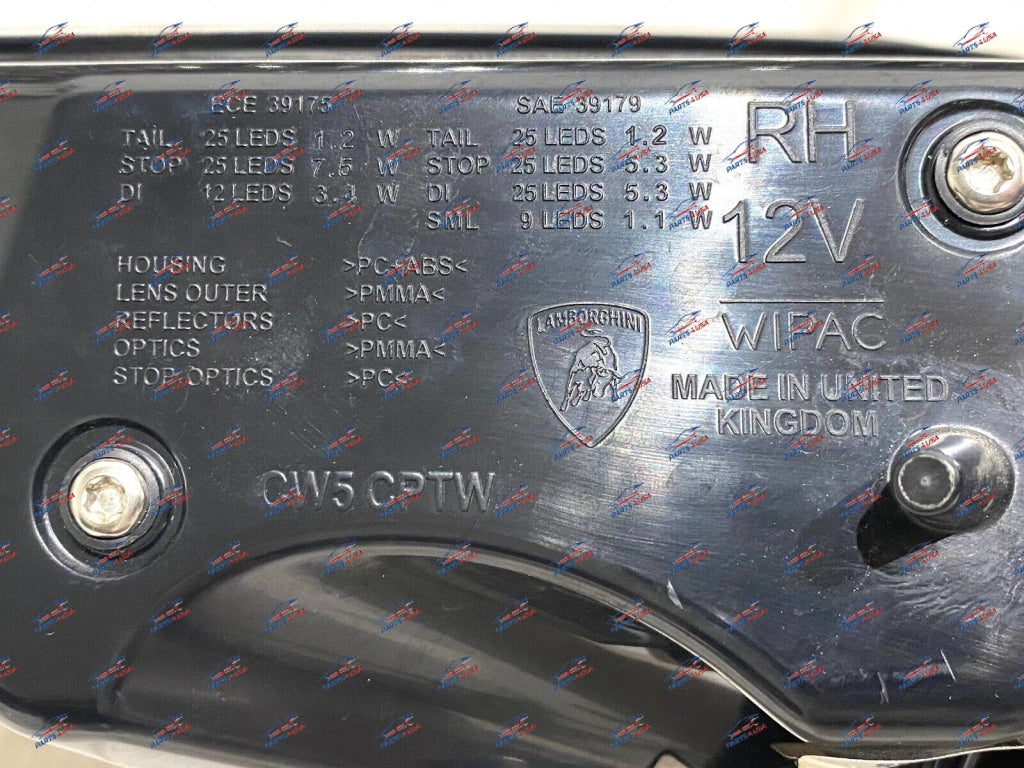 ECE 39175
TAIL 25 LEDS 1.2 W
STOP 25 LEDS 7.5 W
DI 12 LEDS 3.4 W
SAE 39179
TAIL 25 LEDS 1.2 W
STOP 25 LEDS 5.3 W
DI 25 LEDS 5.3 W
SML 9 LEDS 1.1 W
RH
12V
HOUSING >PC+ABS<
LENS OUTER >PMMA<
REFLECTORS >PC<
OPTICS >PMMA<
STOP OPTICS >PC<
LAMBORGHINI
WIPAC
MADE IN UNITED
KINGDOM
CW5 CPTW
PARTS4USA